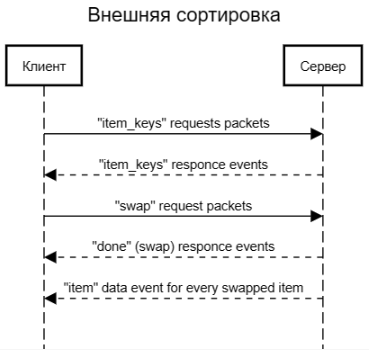 Внешняя сортировка
Клиент
Сервер
"item_keys" requests packets
"item_keys" responce events
"swap" request packets
"done" (swap) responce events
"item" data event for every swapped item